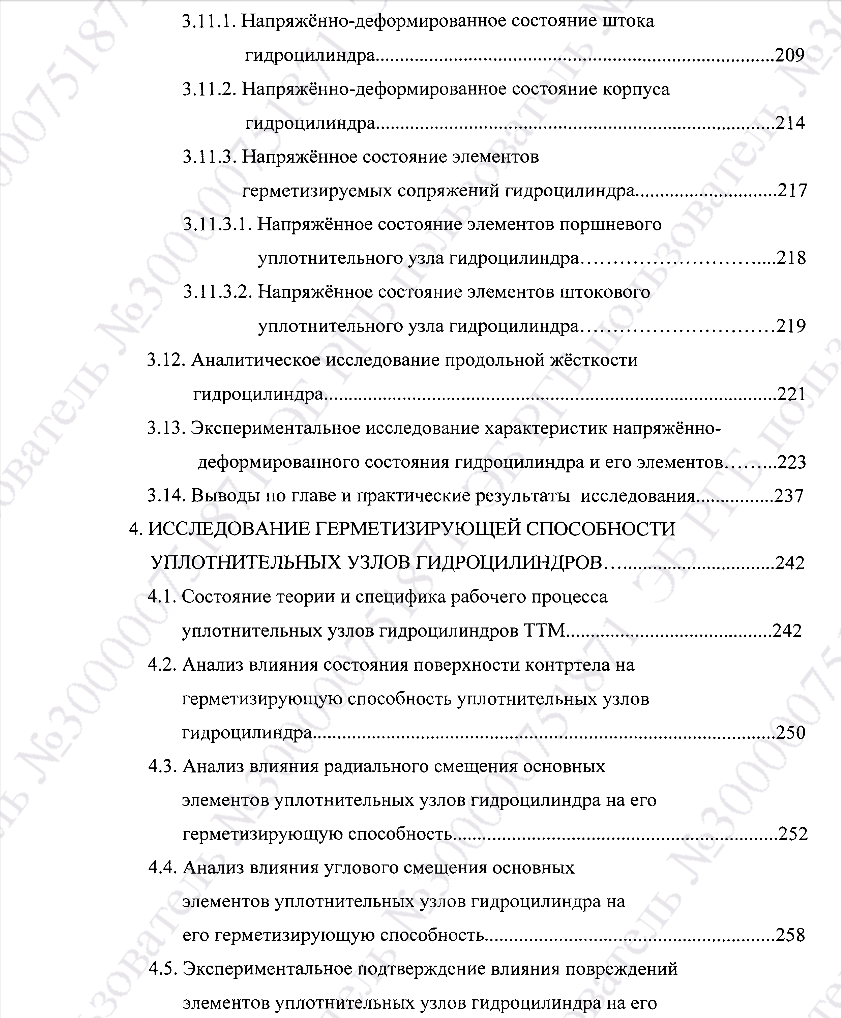 3.11.1. Напряжённо-деформированное состояние штока
гидроцилиндра...........................................................................209
3.11.2. Напряжённо-деформированное состояние корпуса
гидроцилиндра...........................................................................214
3.11.3. Напряжённое состояние элементов
герметизируемых сопряжений гидроцилиндра..........................217
3.11.3.1. Напряжённое состояние элементов поршневого
уплотнительного узла гидроцилиндра………………………....218
3.11.3.2. Напряжённое состояние элементов штокового
уплотнительного узла гидроцилиндра…………………………219
3.12. Аналитическое исследование продольной жёсткости
гидроцилиндра...................................................................................221
3.13. Экспериментальное исследование характеристик напряжённо-
деформированного состояния гидроцилиндра и его элементов….…..223
3.14. Выводы по главе и практические результаты исследования...............237
4. ИССЛЕДОВАНИЕ ГЕРМЕТИЗИРУЮЩЕЙ СПОСОБНОСТИ
УПЛОТНИТЕЛЬНЫХ УЗЛОВ ГИДРОЦИЛИНДРОВ….............................242
4.1. Состояние теории и специфика рабочего процесса
уплотнительных узлов гидроцилиндров ТТМ......................................242
4.2. Анализ влияния состояния поверхности контртела на
герметизирующую способность уплотнительных узлов
гидроцилиндра.....................................................................................250
4.3. Анализ влияния радиального смещения основных
элементов уплотнительных узлов гидроцилиндра на его
герметизирующую способность...........................................................252
4.4. Анализ влияния углового смещения основных
элементов уплотнительных узлов гидроцилиндра на
его герметизирующую способность.....................................................258
4.5. Экспериментальное подтверждение влияния повреждений
элементов уплотнительных узлов гидроцилиндра на его
ЭБ РГБ пользователь №30000751871